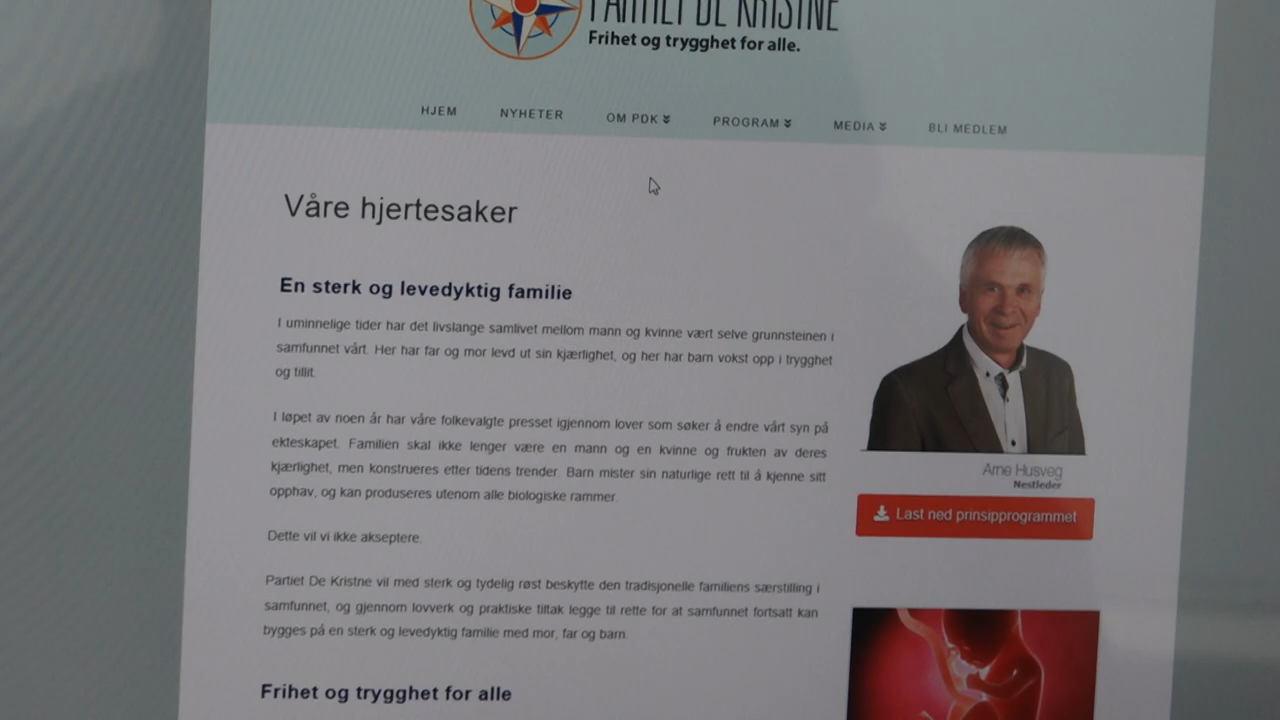 PARTIET DE KRISTNE
Frihet og trygghet for alle.
HJEM NYHETER OM PDK PROGRAM MEDIA BLI MEDLEM
Våre hjertesaker
En sterk og levedyktig familie
I uminnelige tider har det livslange samlivet mellom mann og kvinne vært selve grunnsteinen i
samfunnet vårt. Her har far og mor levd ut sin kjærlighet, og her har barn vokst opp i trygghet
og tillit.
I løpet av noen år har våre folkevalgte presset igjennom lover som søker å endre vårt syn på
ekteskapet. Familien skal ikke lenger være en mann og en kvinne og frukten av deres
kjærlighet, men konstrueres etter tidens trender. Barn mister sin naturlige rett til å kjenne sitt
opphav, og kan produseres utenom alle biologiske rammer.
Dette vil vi ikke akseptere.
Partiet De Kristne vil med sterk og tydelig røst beskytte den tradisjonelle familiens særstilling i
samfunnet, og gjennom lovverk og praktiske tiltak legge til rette for at samfunnet fortsatt kan
bygges på en sterk og levedyktig familie med mor, far og barn.
Frihet og trygghet for alle
Arne Husveg
Nestleder
Last ned prinsipprogrammet